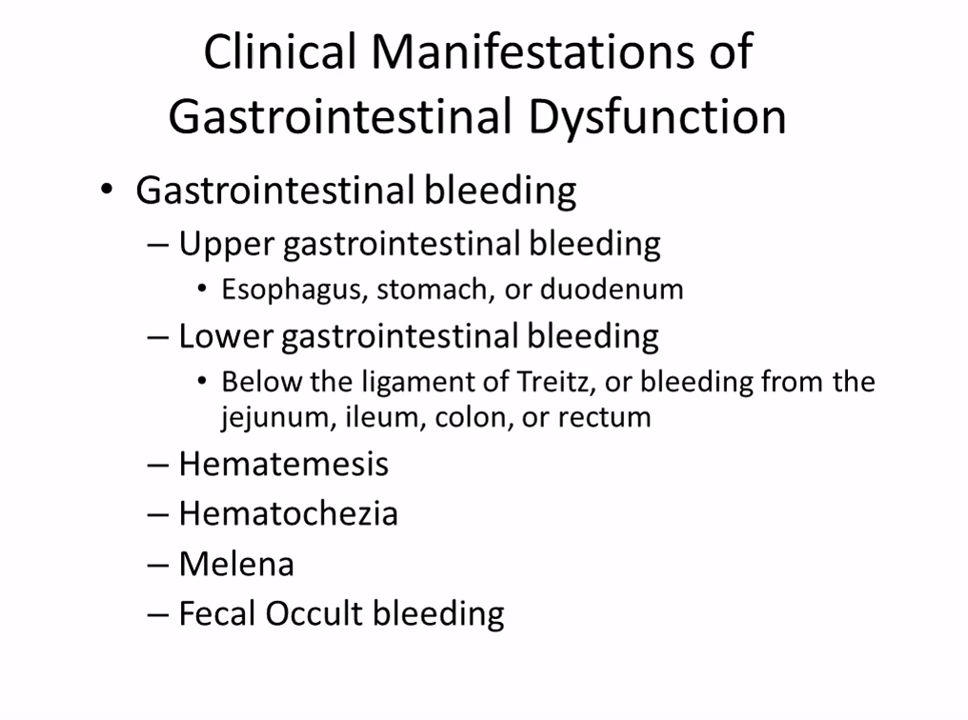 Clinical Manifestations of
Gastrointestinal Dysfunction
• Gastrointestinal bleeding
– Upper gastrointestinal bleeding
• Esophagus, stomach, or duodenum
– Lower gastrointestinal bleeding
• Below the ligament of Treitz, or bleeding from the
jejunum, ileum, colon, or rectum
– Hematemesis
– Hematochezia
– Melena
– Fecal Occult bleeding